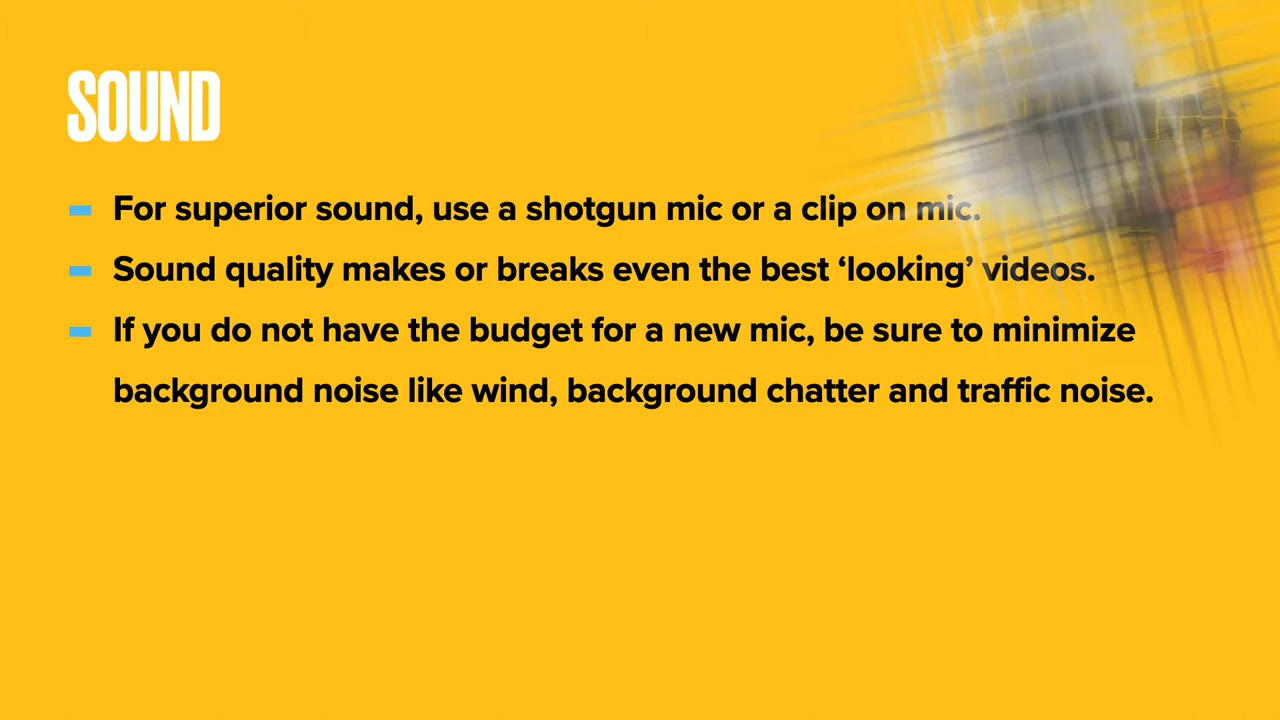 SOUND
For superior sound, use a shotgun mic or a clip on mic.
Sound quality makes or breaks even the best ‘looking’ videos.
If you do not have the budget for a new mic, be sure to minimize
background noise like wind, background chatter and traffic noise.